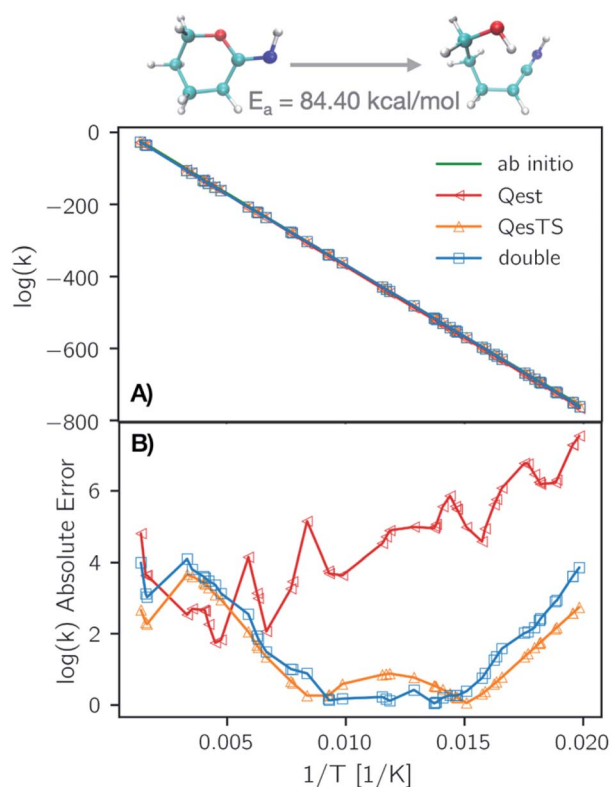 E_a = 84.40 kcal/mol
0
−200
−400
−600
−800
log(k)
ab initio
Qest
QesTS
double
A)
B)
6
4
2
0
log(k) Absolute Error
0.005
0.010
0.015
0.020
1/T [1/K]